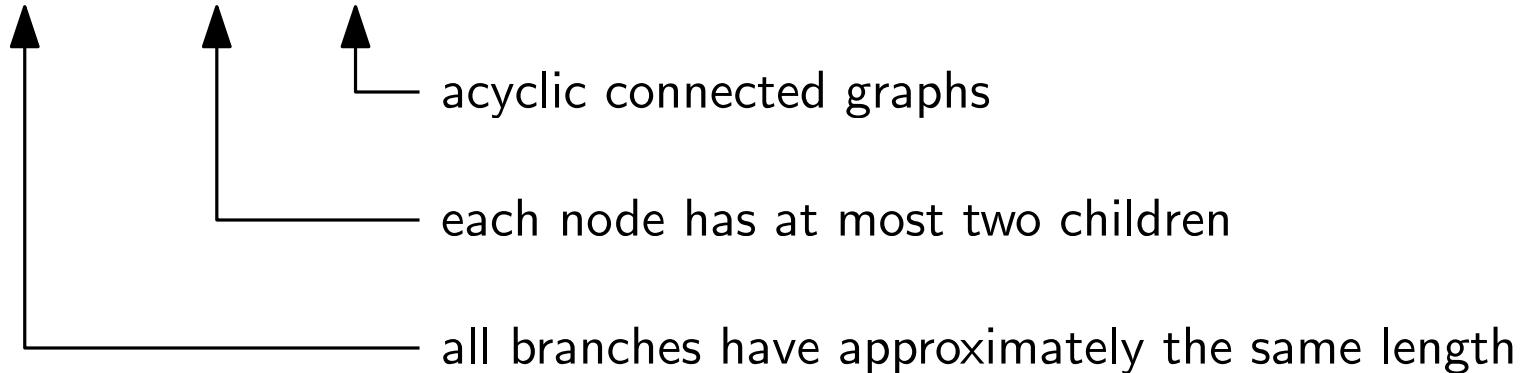 acyclic connected graphs
each node has at most two children
all branches have approximately the same length